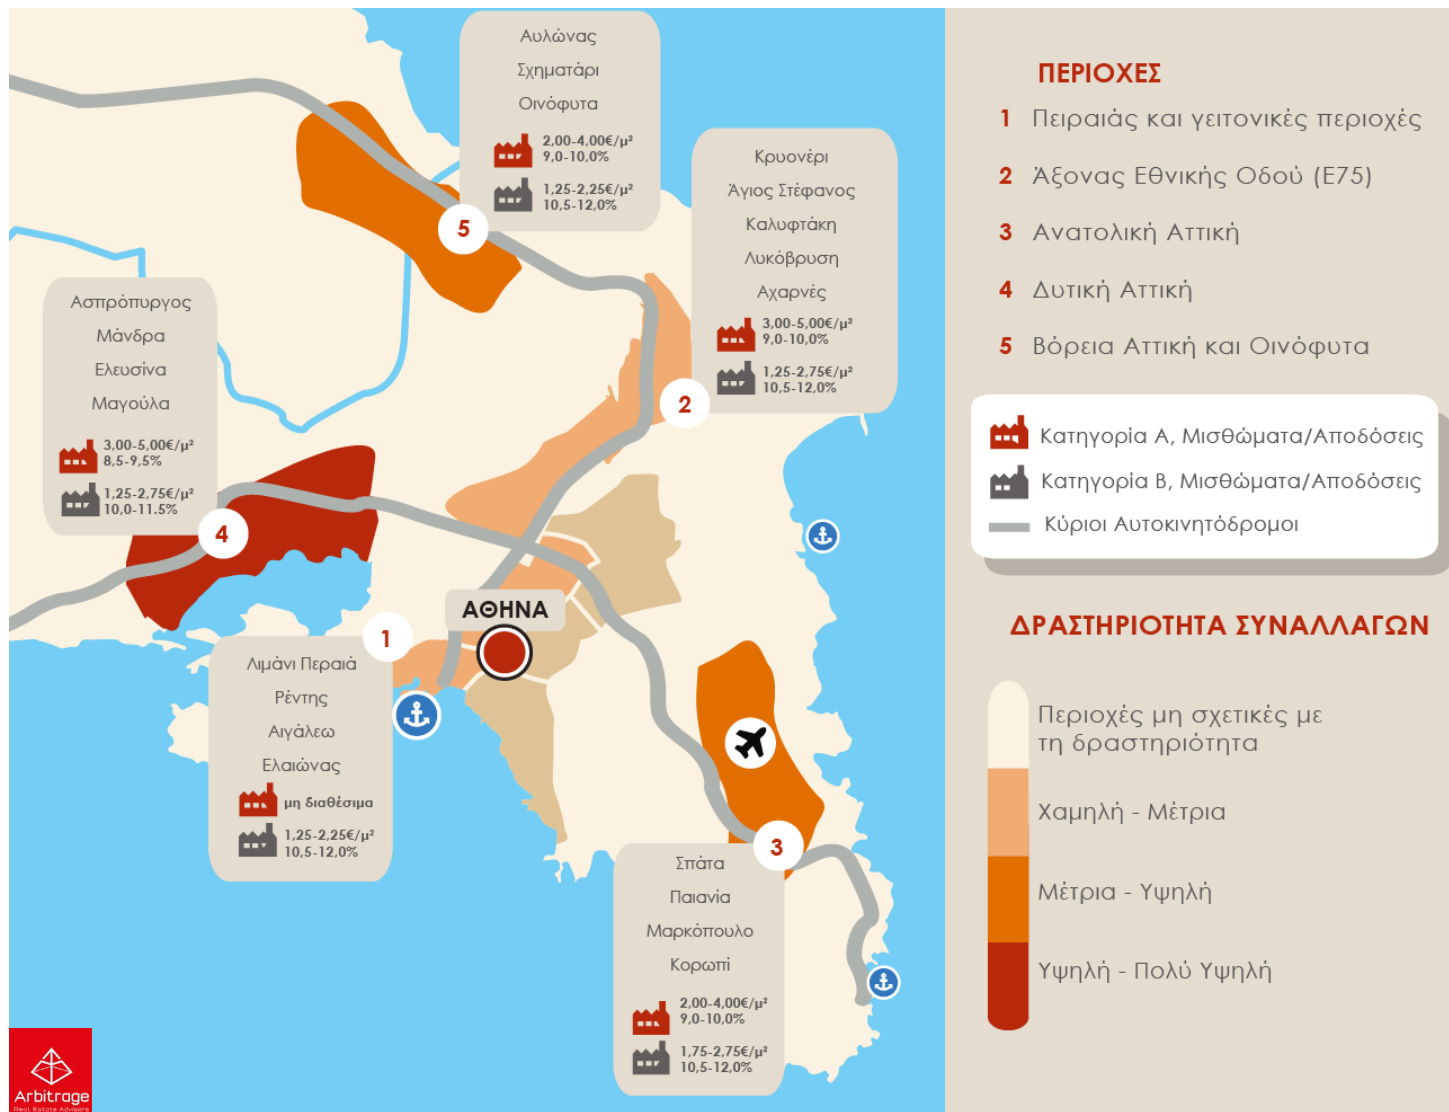 Αυλώνας
Σχηματάρι
Οινόφυτα
2,00-4,00€/μ²
9,0-10,0%
1,25-2,25€/μ²
10,5-12,0%
5
Κρυονέρι
Άγιος Στέφανος
Καλυφτάκη
Λυκόβρυση
Αχαρνές
3,00-5,00€/μ²
9,0-10,0%
1,25-2,75€/μ²
10,5-12,0%
2
Ασπρόπυργος
Μάνδρα
Ελευσίνα
Μαγούλα
3,00-5,00€/μ²
8,5-9,5%
1,25-2,75€/μ²
10,0-11.5%
4
ΑΘΗΝΑ
1
Λιμάνι Περαιά
Ρέντης
Αιγάλεω
Ελαιώνας
μη διαθέσιμα
1,25-2,25€/μ²
10,5-12,0%
3
Σπάτα
Παιανία
Μαρκόπουλο
Κορωπί
2,00-4,00€/μ²
9,0-10,0%
1,75-2,75€/μ²
10,5-12,0%
Arbitrage
Real Estate Advisors
ΠΕΡΙΟΧΕΣ
1 Πειραιάς και γειτονικές περιοχές
2 Άξονας Εθνικής Οδού (Ε75)
3 Ανατολική Αττική
4 Δυτική Αττική
5 Βόρεια Αττική και Οινόφυτα
Κατηγορία Α, Μισθώματα/Αποδόσεις
Κατηγορία Β, Μισθώματα/Αποδόσεις
Κύριοι Αυτοκινητόδρομοι
ΔΡΑΣΤΗΡΙΟΤΗΤΑ ΣΥΝΑΛΛΑΓΩΝ
Περιοχές μη σχετικές με
τη δραστηριότητα
Χαμηλή - Μέτρια
Μέτρια - Υψηλή
Υψηλή - Πολύ Υψηλή